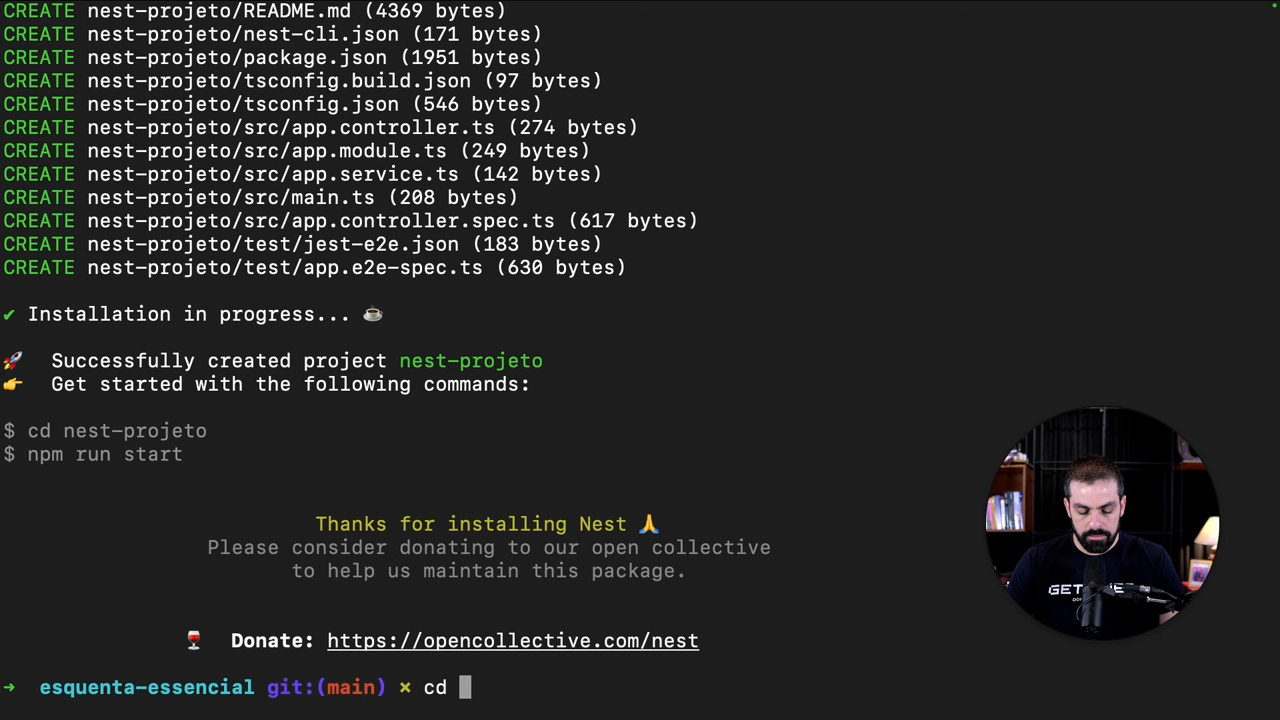 CREATE nest-projeto/README.md (4369 bytes)
CREATE nest-projeto/nest-cli.json (171 bytes)
CREATE nest-projeto/package.json (1951 bytes)
CREATE nest-projeto/tsconfig.build.json (97 bytes)
CREATE nest-projeto/tsconfig.json (546 bytes)
CREATE nest-projeto/src/app.controller.ts (274 bytes)
CREATE nest-projeto/src/app.module.ts (249 bytes)
CREATE nest-projeto/src/app.service.ts (142 bytes)
CREATE nest-projeto/src/main.ts (208 bytes)
CREATE nest-projeto/src/app.controller.spec.ts (617 bytes)
CREATE nest-projeto/test/jest-e2e.json (183 bytes)
CREATE nest-projeto/test/app.e2e-spec.ts (630 bytes)
✔ Installation in progress... ☕
🚀 Successfully created project nest-projeto
👉 Get started with the following commands:
$ cd nest-projeto
$ npm run start
Thanks for installing Nest 🙏
Please consider donating to our open collective
to help us maintain this package.
🍷 Donate: https://opencollective.com/nest
→ esquenta-essencial git:(main) × cd